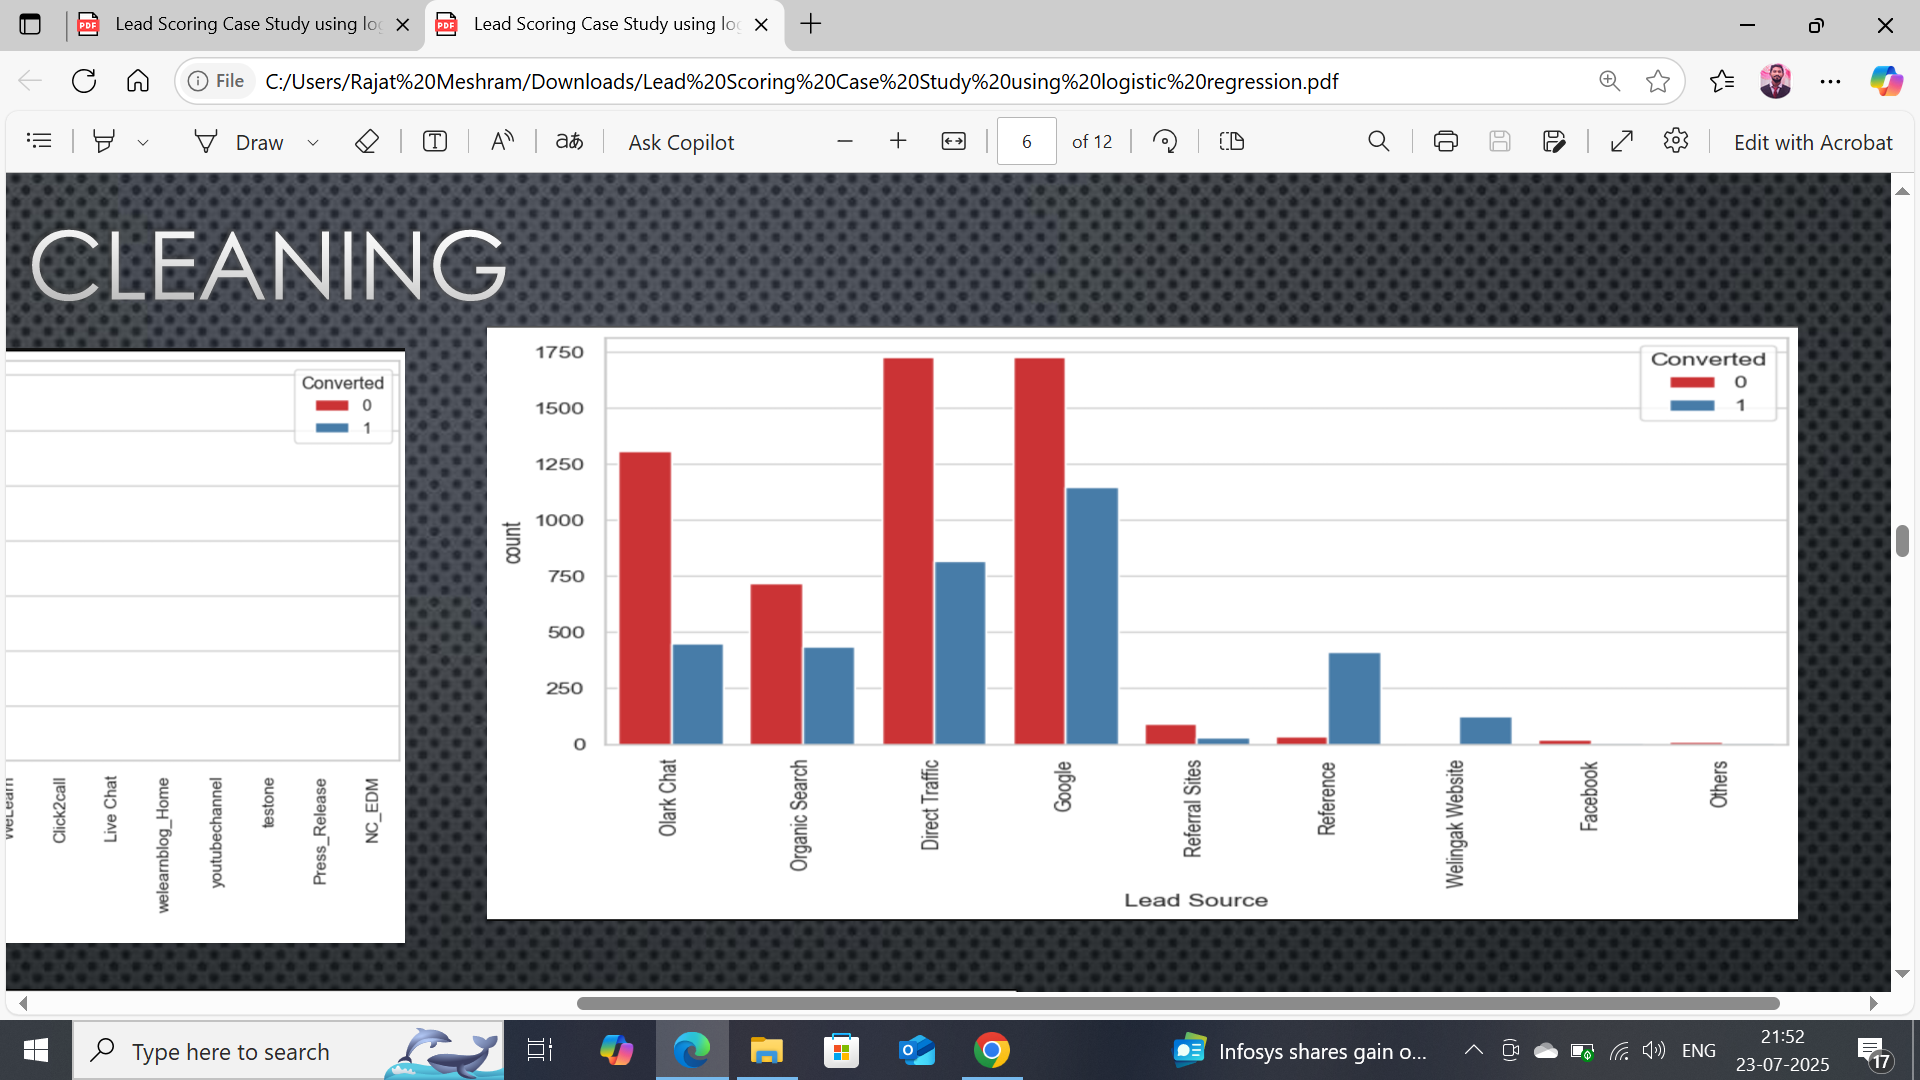 Lead Scoring Case Study using lo
Lead Scoring Case Study using lo
File
C:/Users/Rajat%20Meshram/Downloads/Lead%20Scoring%20Case%20Study%20using%20logistic%20regression.pdf
Draw
Ask Copilot
6
of 12
Edit with Acrobat
CLEANING
Converted
0
1
Click2call
Live Chat
welearnblog_Home
youtubechannel
testone
Press_Release
NC_EDM
1750
1500
1250
1000
750
500
250
0
count
Converted
0
1
Olark Chat
Organic Search
Direct Traffic
Google
Referral Sites
Reference
Welingak Website
Facebook
Others
Lead Source
Type here to search
Infosys shares gain o...
ENG
21:52
23-07-2025
17